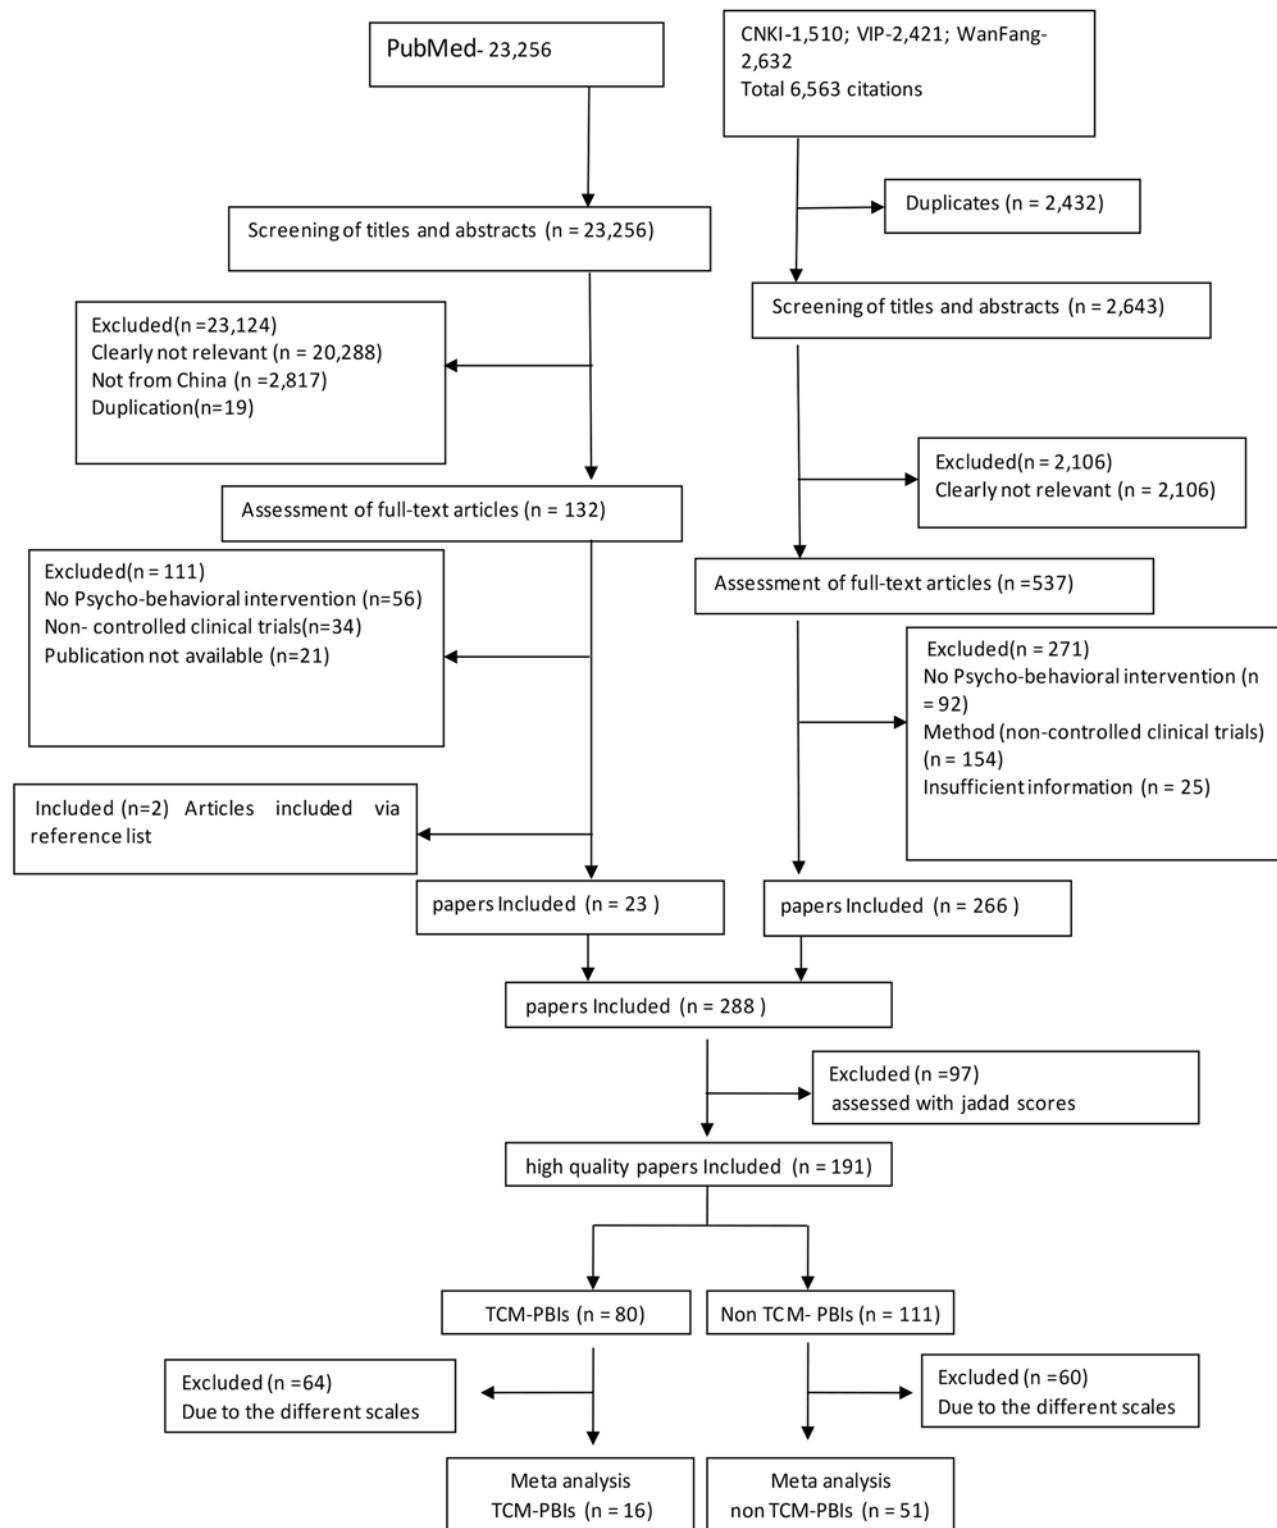 PubMed- 23,256
CNKI-1,510; VIP-2,421; WanFang-
2,632
Total 6,563 citations
Duplicates (n = 2,432)
Screening of titles and abstracts (n = 23,256)
Screening of titles and abstracts (n = 2,643)
Excluded(n =23,124)
Clearly not relevant (n = 20,288)
Not from China (n =2,817)
Duplication(n=19)
Excluded(n = 2,106)
Clearly not relevant (n = 2,106)
Assessment of full-text articles (n = 132)
Assessment of full-text articles (n =537)
Excluded(n = 111)
No Psycho-behavioral intervention (n=56)
Non- controlled clinical trials(n=34)
Publication not available (n=21)
Excluded(n = 271)
No Psycho-behavioral intervention (n
= 92)
Method (non-controlled clinical trials)
(n = 154)
Insufficient information (n = 25)
Included (n=2) Articles included via
reference list
papers Included (n = 23 )
papers Included (n = 266 )
papers Included (n = 288 )
Excluded (n =97)
assessed with jadad scores
high quality papers Included (n = 191)
TCM-PBIs (n = 80)
Non TCM- PBIs (n = 111)
Excluded (n =64)
Due to the different scales
Excluded (n =60)
Due to the different scales
Meta analysis
TCM-PBIs (n = 16)
Meta analysis
non TCM-PBIs (n = 51)